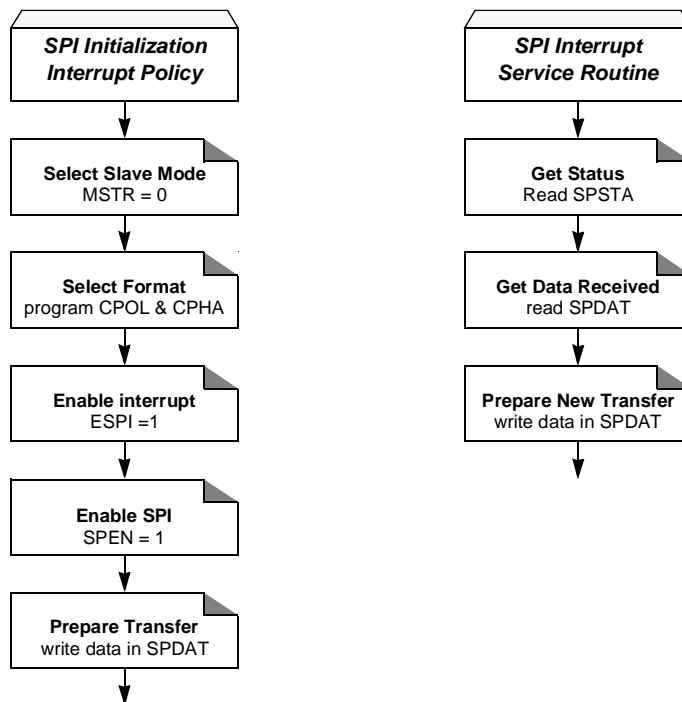 SPI Initialization
Interrupt Policy
Select Slave Mode
MSTR = 0
Select Format
program CPOL & CPHA
Enable interrupt
ESPI =1
Enable SPI
SPEN = 1
Prepare Transfer
write data in SPDAT
SPI Interrupt
Service Routine
Get Status
Read SPSTA
Get Data Received
read SPDAT
Prepare New Transfer
write data in SPDAT